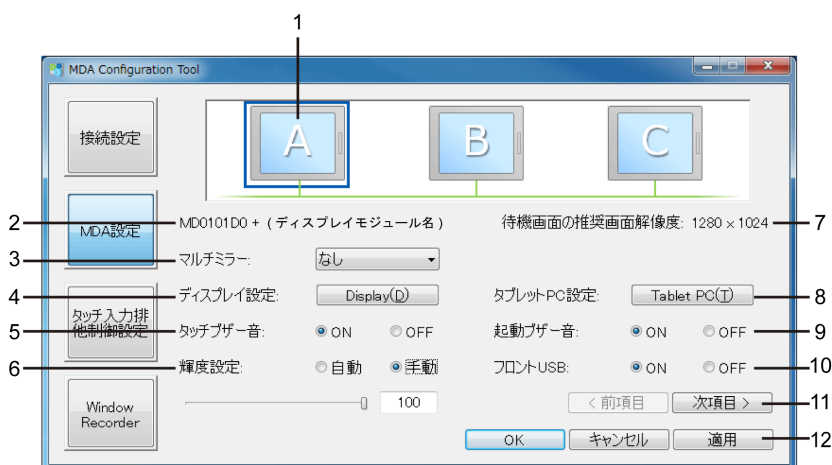 1
MDA Configuration Tool
接続設定
A
B
C
2
MDA設定
MD0101D0 + (ディスプレイモジュール名)
待機画面の推奨画面解像度: 1280 × 1024
7
3
マルチミラー:
なし
4
ディスプレイ設定:
Display(D)
タブレットPC設定:
Tablet PC(T)
8
タッチ入力排
他制御設定
5
タッチブザー音:
ON
OFF
起動ブザー音:
ON
OFF
9
6
輝度設定:
自動
手動
フロントUSB:
ON
OFF
10
Window
Recorder
100
< 前項目
次項目 >
11
OK
キャンセル
適用
12